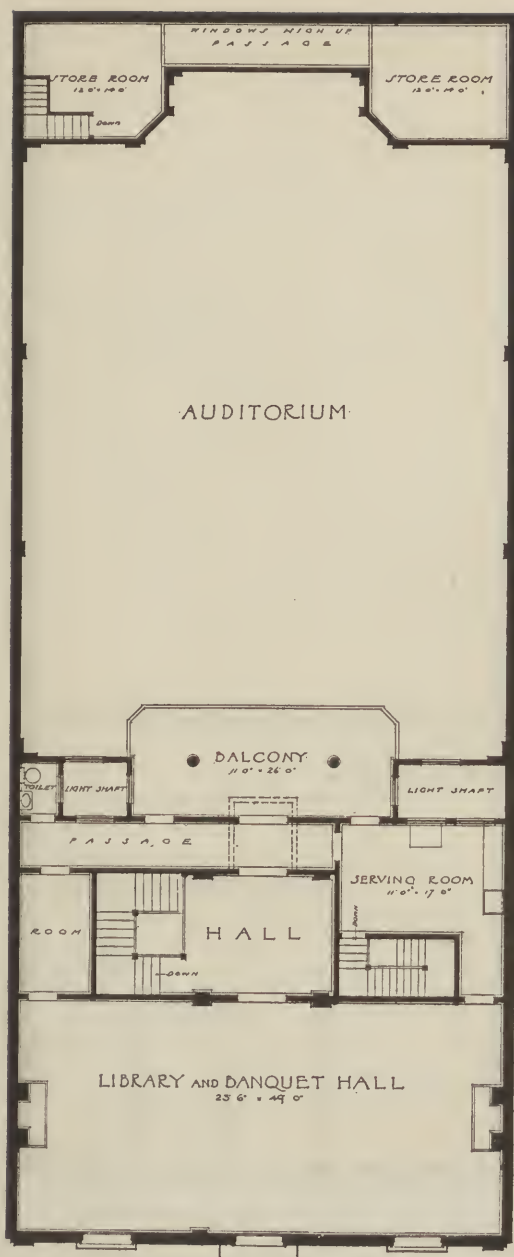 WINDOWS HIGH UP
PASSAGE
STORE ROOM
12'0" × 14'0"
STORE ROOM
12'0" × 14'0"
DOWN
AUDITORIUM
BALCONY
11'0" × 26'0"
TOILET
LIGHT SHAFT
LIGHT SHAFT
PASSAGE
SERVING ROOM
11'0" × 17'0"
DOWN
ROOM
HALL
DOWN
LIBRARY AND BANQUET HALL
25'6" × 49'0"